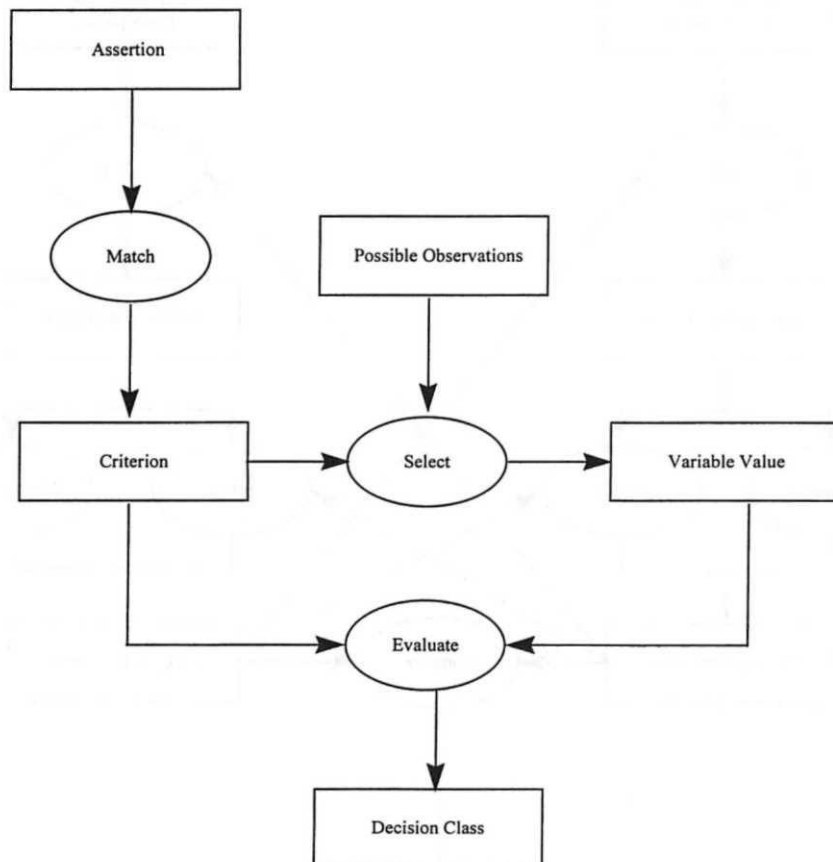 Assertion
Match
Possible Observations
Criterion
Select
Variable Value
Evaluate
Decision Class